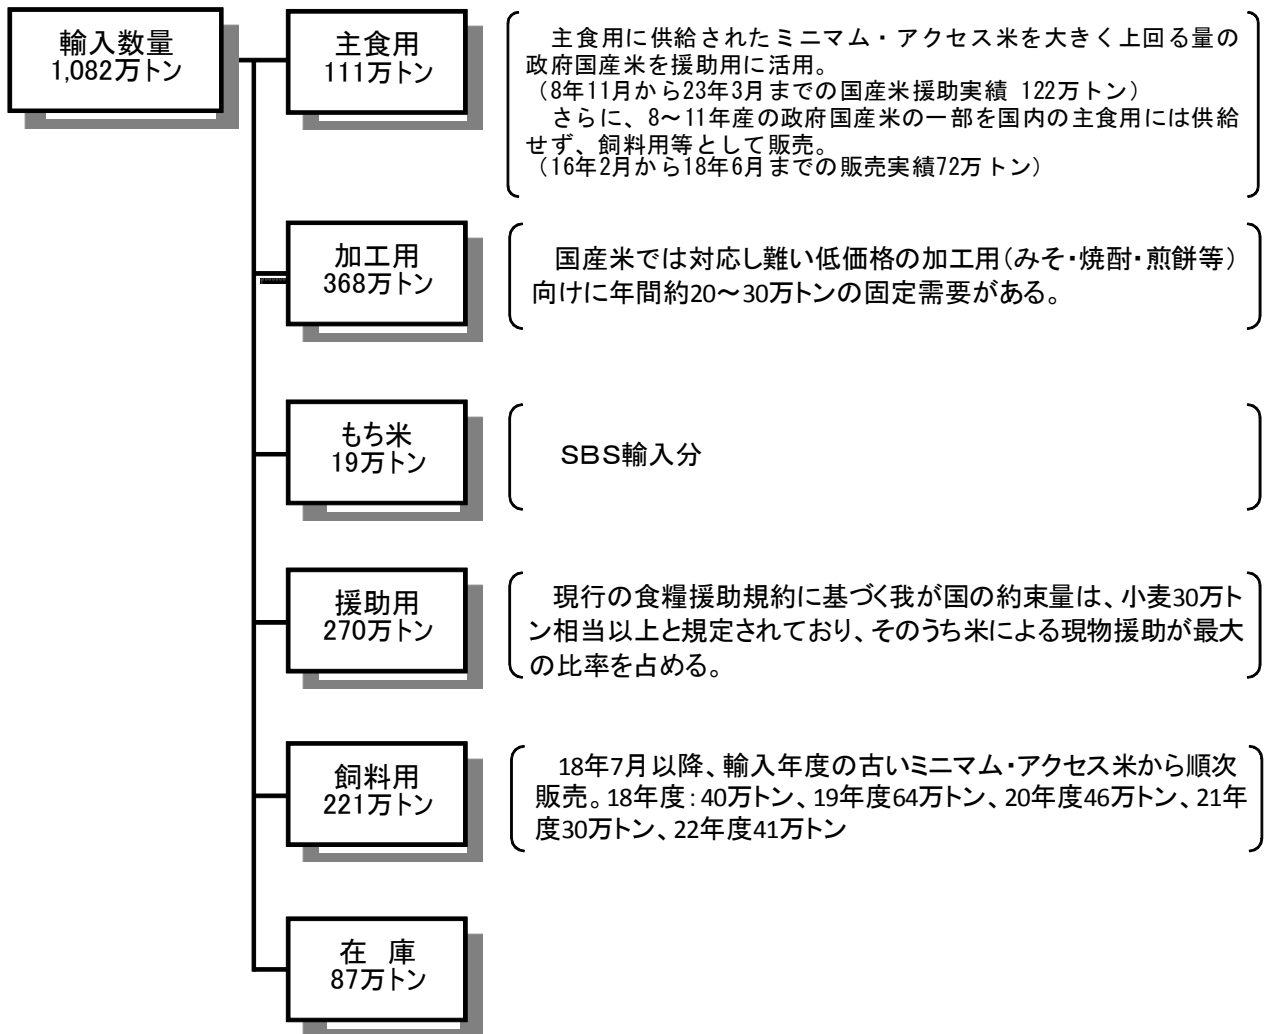 輸入数量
1,082万トン
主食用
111万トン
主食用に供給されたミニマム・アクセス米を大きく上回る量の
政府国産米を援助用に活用。
（8年11月から23年3月までの国産米援助実績 122万トン）
さらに、8～11年産の政府国産米の一部を国内の主食用には供給
せず、飼料用等として販売。
（16年2月から18年6月までの販売実績72万トン）
加工用
368万トン
国産米では対応し難い低価格の加工用（みそ・焼酎・煎餅等）
向けに年間約20～30万トンの固定需要がある。
もち米
19万トン
ＳＢＳ輸入分
援助用
270万トン
現行の食糧援助規約に基づく我が国の約束量は、小麦30万ト
ン相当以上と規定されており、そのうち米による現物援助が最大
の比率を占める。
飼料用
221万トン
18年7月以降、輸入年度の古いミニマム・アクセス米から順次
販売。18年度：40万トン、19年度64万トン、20年度46万トン、21年
度30万トン、22年度41万トン
在　庫
87万トン